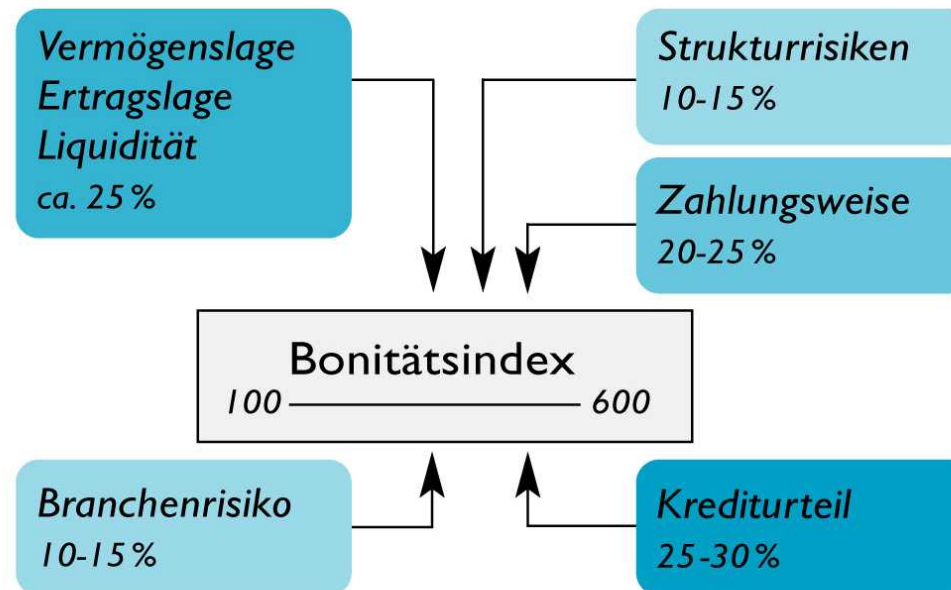 Vermögenslage
Ertragslage
Liquidität
ca. 25 %
Strukturrisiken
10-15 %
Zahlungsweise
20-25 %
Bonitätsindex
100 600
Branchenrisiko
10-15 %
Krediturteil
25-30 %